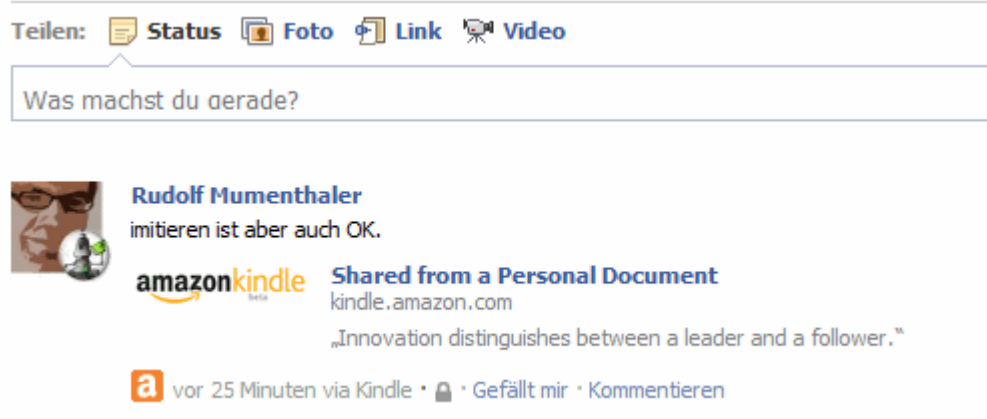 Teilen: Status Foto Link Video
Was machst du gerade?
Rudolf Mumenthaler
imitieren ist aber auch OK.
amazonkindle
beta
Shared from a Personal Document
kindle.amazon.com
„Innovation distinguishes between a leader and a follower.“
a vor 25 Minuten via Kindle · · Gefällt mir · Kommentieren